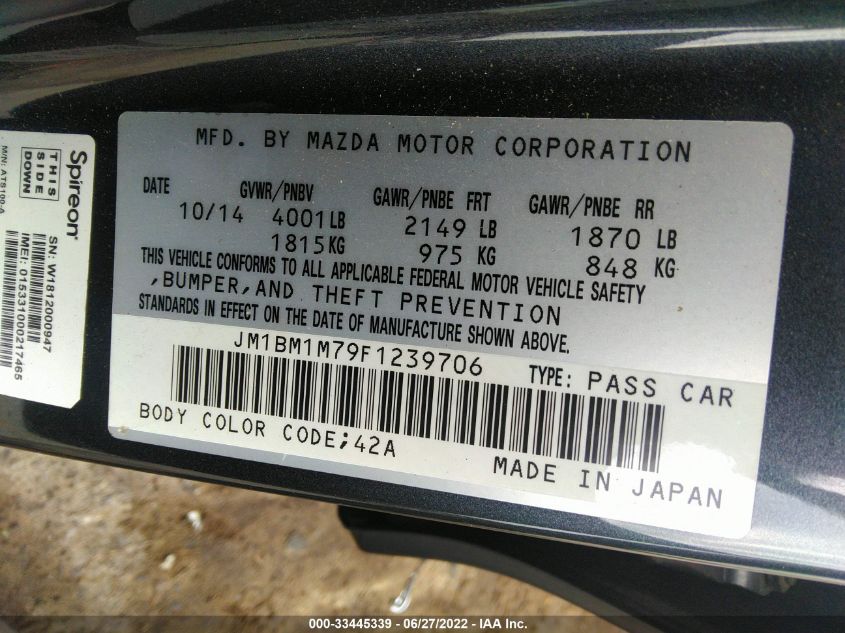 MFD. BY MAZDA MOTOR CORPORATION
DATE GVWR/PNBV GAWR/PNBE FRT GAWR/PNBE RR
10/14 4001LB 2149 LB 1870 LB
1815KG 975 KG 848 KG
THIS VEHICLE CONFORMS TO ALL APPLICABLE FEDERAL MOTOR VEHICLE SAFETY
,BUMPER,AND THEFT PREVENTION
STANDARDS IN EFFECT ON THE DATE OF MANUFACTURE SHOWN ABOVE.
JM1BM1M79F1239706 TYPE: PASS CAR
BODY COLOR CODE;42A
MADE IN JAPAN
Spireon
THIS
SIDE
DOWN
M/N: ATS100-A
SN: W1812000947
IMEI: 015331000217465
000-33445339 / 06/27/2022 - IAA Inc.